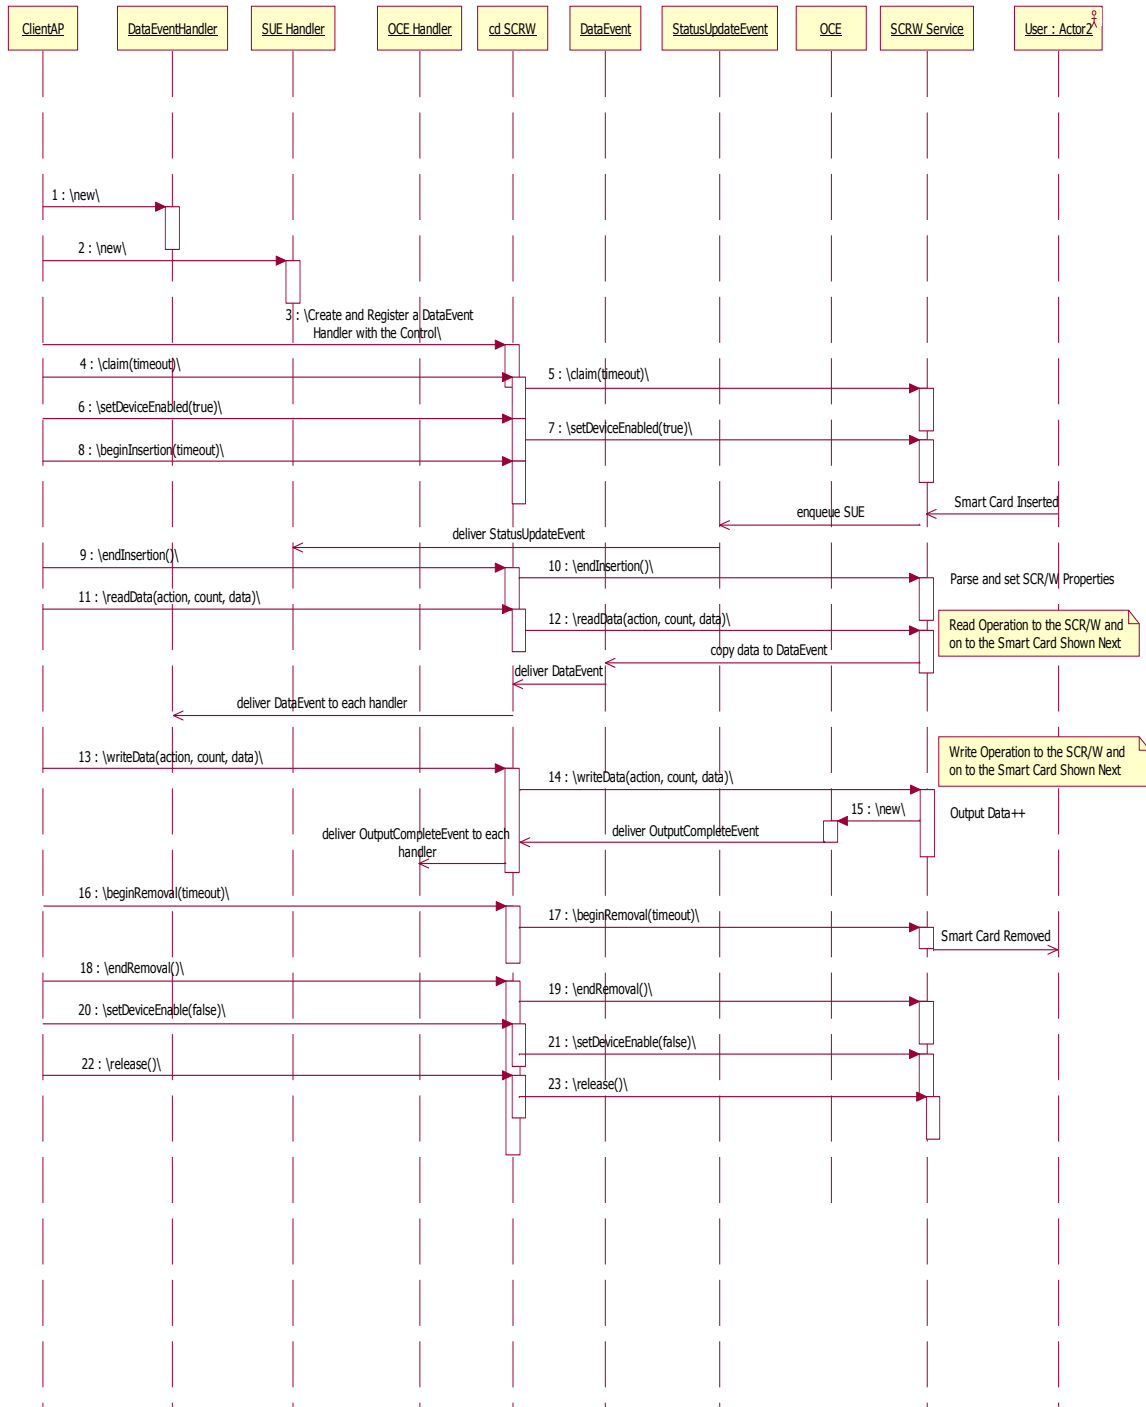 ClientAP
DataEventHandler
SUE Handler
OCE Handler
cd SCRW
DataEvent
StatusUpdateEvent
OCE
SCRW Service
User : Actor2
1 : \new\
2 : \new\
3 : \Create and Register a DataEvent
Handler with the Control\
4 : \claim(timeout)\
5 : \claim(timeout)\
6 : \setDeviceEnabled(true)\
7 : \setDeviceEnabled(true)\
8 : \beginInsertion(timeout)\
Smart Card Inserted
enqueue SUE
deliver StatusUpdateEvent
9 : \endInsertion()\
10 : \endInsertion()\
Parse and set SCR/W Properties
11 : \readData(action, count, data)\
12 : \readData(action, count, data)\
Read Operation to the SCR/W and
on to the Smart Card Shown Next
copy data to DataEvent
deliver DataEvent
deliver DataEvent to each handler
13 : \writeData(action, count, data)\
Write Operation to the SCR/W and
on to the Smart Card Shown Next
14 : \writeData(action, count, data)\
15 : \new\
Output Data++
deliver OutputCompleteEvent
deliver OutputCompleteEvent to each
handler
16 : \beginRemoval(timeout)\
17 : \beginRemoval(timeout)\
Smart Card Removed
18 : \endRemoval()\
19 : \endRemoval()\
20 : \setDeviceEnable(false)\
21 : \setDeviceEnable(false)\
22 : \release()\
23 : \release()\